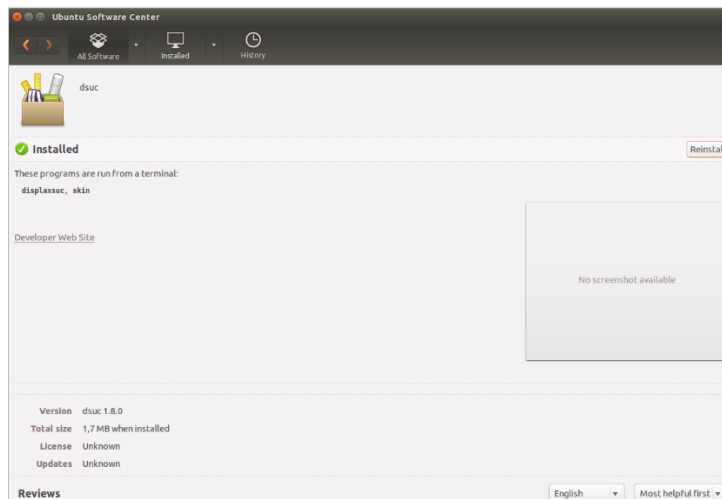 Ubuntu Software Center
All Software
Installed
History
dsuc
Installed
Reinstal
These programs are run from a terminal:
displaxsuc, skin
Developer Web Site
No screenshot available
Version dsuc 1.8.0
Total size 1,7 MB when installed
License Unknown
Updates Unknown
Reviews
English
Most helpful first